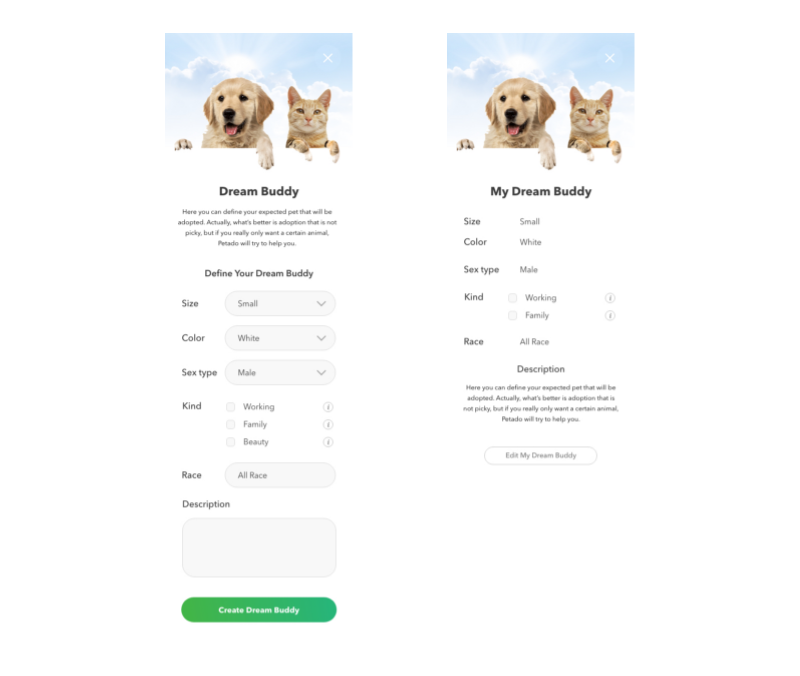 Dream Buddy
Here you can define your expected pet that will be
adopted. Actually, what's better is adoption that is not
picky, but if you really only want a certain animal,
Petado will try to help you.
Define Your Dream Buddy
Size
Small
Color
White
Sex type
Male
Kind
Working
i
Family
i
Beauty
i
Race
All Race
Description
Create Dream Buddy
My Dream Buddy
Size
Small
Color
White
Sex type
Male
Kind
Working
i
Family
i
Race
All Race
Description
Here you can define your expected pet that will be
adopted. Actually, what's better is adoption that is
not picky, but if you really only want a certain animal,
Petado will try to help you.
Edit My Dream Buddy